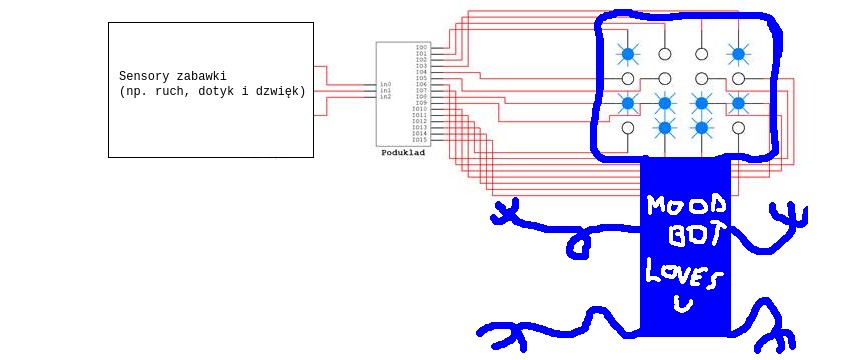 Sensory zabawki
(np. ruch, dotyk i dzwięk)
in0
in1
in2
IO0
IO1
IO2
IO3
IO4
IO5
IO6
IO7
IO8
IO9
IO10
IO11
IO12
IO13
IO14
IO15
Poduklad
MOOD
BOT
LOVES
U